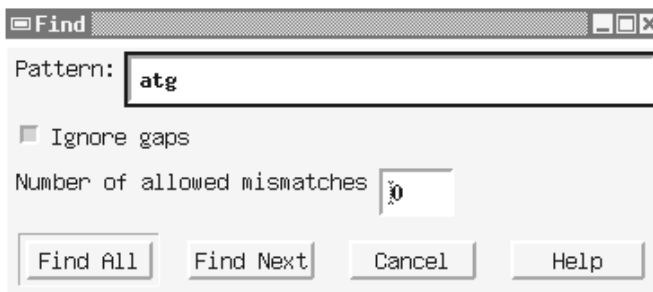 Find
Pattern: atg
Ignore gaps
Number of allowed mismatches 0
Find All Find Next Cancel Help